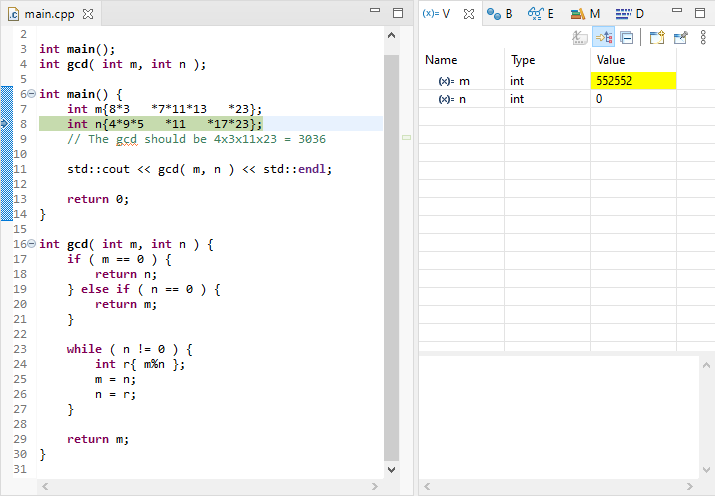 main.cpp
2
3 int main();
4 int gcd( int m, int n );
5
6 int main() {
7     int m{8*3   *7*11*13   *23};
8     int n{4*9*5   *11   *17*23};
9     // The gcd should be 4x3x11x23 = 3036
10
11     std::cout << gcd( m, n ) << std::endl;
12
13     return 0;
14 }
15
16 int gcd( int m, int n ) {
17     if ( m == 0 ) {
18         return n;
19     } else if ( n == 0 ) {
20         return m;
21     }
22
23     while ( n != 0 ) {
24         int r{ m%n };
25         m = n;
26         n = r;
27     }
28
29     return m;
30 }
31
(x)= V B E M D
Name Type Value
(x)= m int 552552
(x)= n int 0